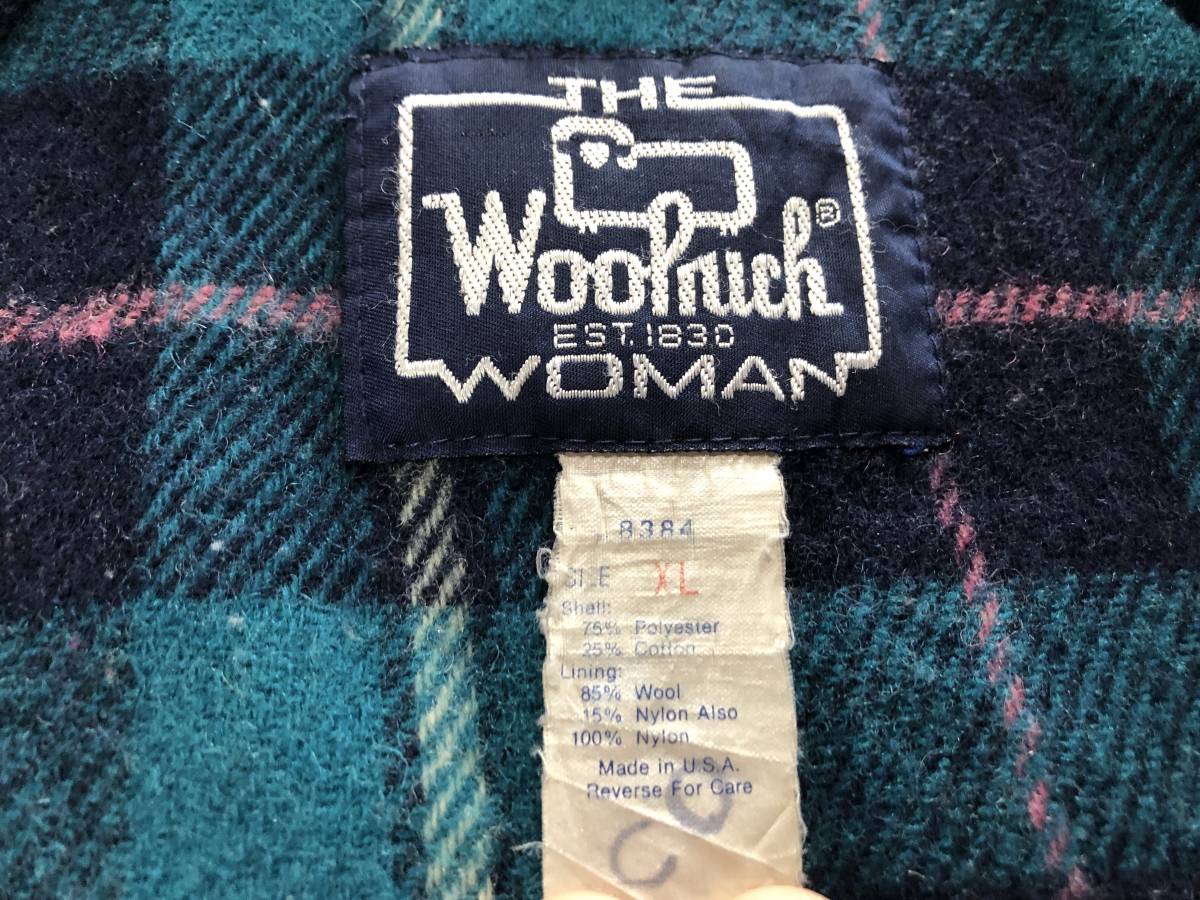 THE
Woolrich®
EST. 1830
WOMAN
8384
SIZE XL
Shell:
75% Polyester
25% Cotton
Lining:
85% Wool
15% Nylon Also
100% Nylon
Made in U.S.A.
Reverse For Care